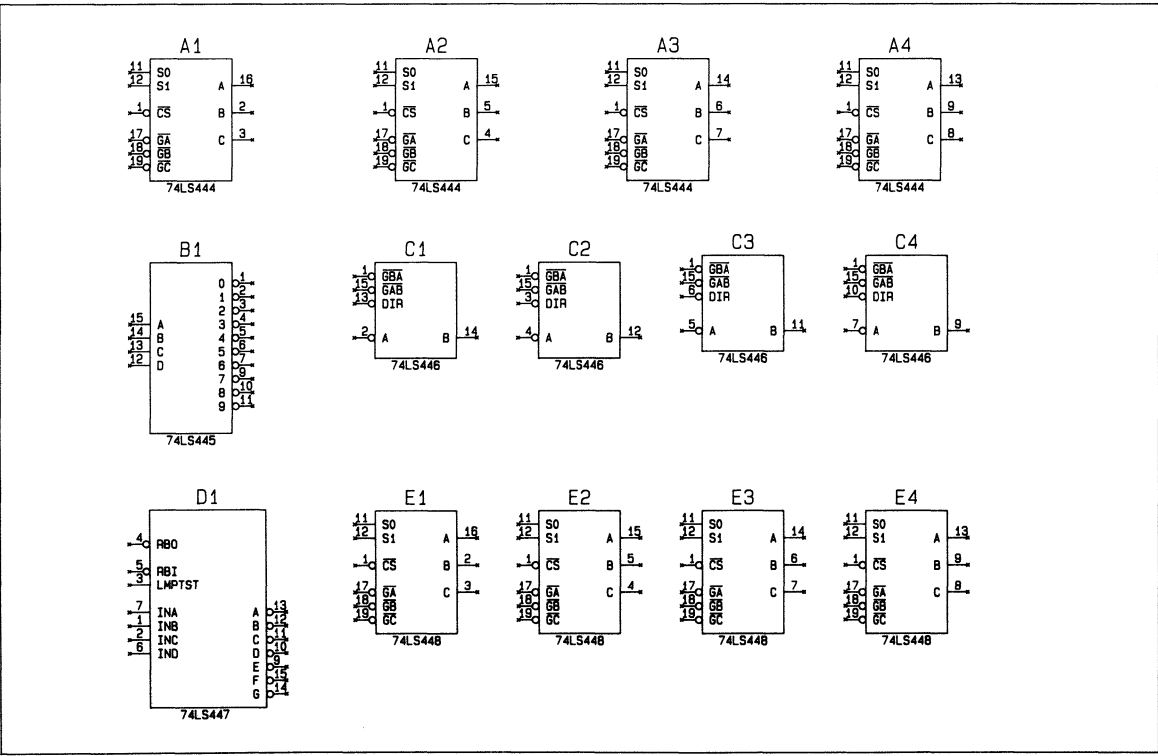 A1
11 S0
12 S1 A 16
1 CS B 2
17 GA C 3
18 GB
19 GC
74LS444
A2
11 S0
12 S1 A 15
1 CS B 5
17 GA C 4
18 GB
19 GC
74LS444
A3
11 S0
12 S1 A 14
1 CS B 6
17 GA C 7
18 GB
19 GC
74LS444
A4
11 S0
12 S1 A 13
1 CS B 9
17 GA C 8
18 GB
19 GC
74LS444
B1
0 1
1 2
2 3
15 A 3 4
14 B 4 5
13 C 5 6
12 D 6 7
7 9
8 10
9 11
74LS445
C1
1 GBA
15 GAB
13 DIR
2 A B 14
74LS446
C2
1 GBA
15 GAB
3 DIR
4 A B 12
74LS446
C3
1 GBA
15 GAB
6 DIR
5 A B 11
74LS446
C4
1 GBA
15 GAB
10 DIR
7 A B 9
74LS446
D1
4 RBO
5 RBI
3 LMPTST
7 INA A 13
1 INB B 12
2 INC C 11
6 IND D 10
E 9
F 15
G 14
74LS447
E1
11 S0
12 S1 A 16
1 CS B 2
17 GA C 3
18 GB
19 GC
74LS448
E2
11 S0
12 S1 A 15
1 CS B 5
17 GA C 4
18 GB
19 GC
74LS448
E3
11 S0
12 S1 A 14
1 CS B 6
17 GA C 7
18 GB
19 GC
74LS448
E4
11 S0
12 S1 A 13
1 CS B 9
17 GA C 8
18 GB
19 GC
74LS448